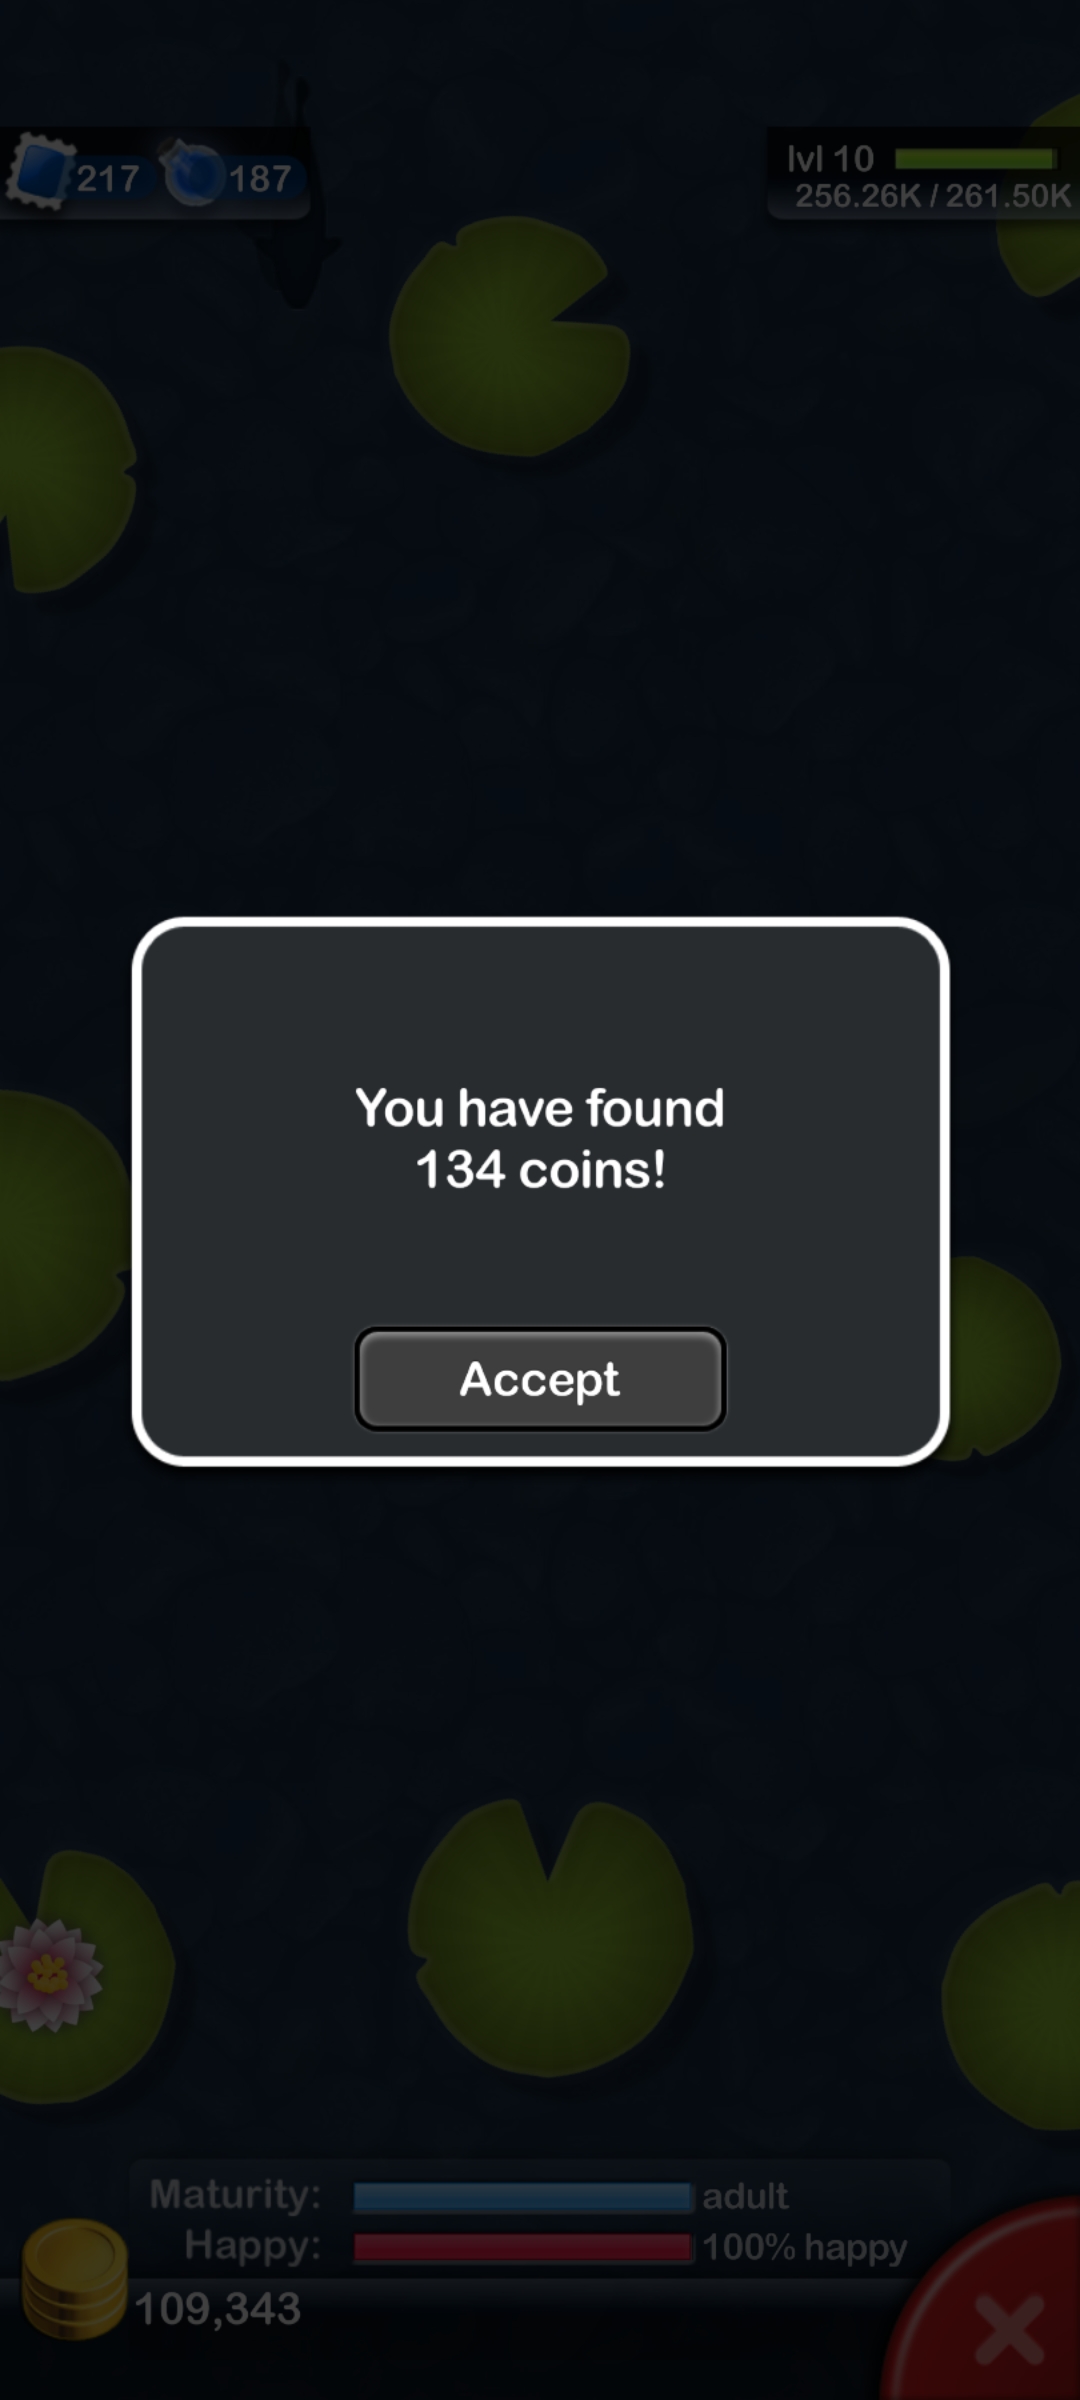 217 187
lvl 10
256.26K / 261.50K
You have found
134 coins!
Accept
Maturity: adult
Happy: 100% happy
109,343